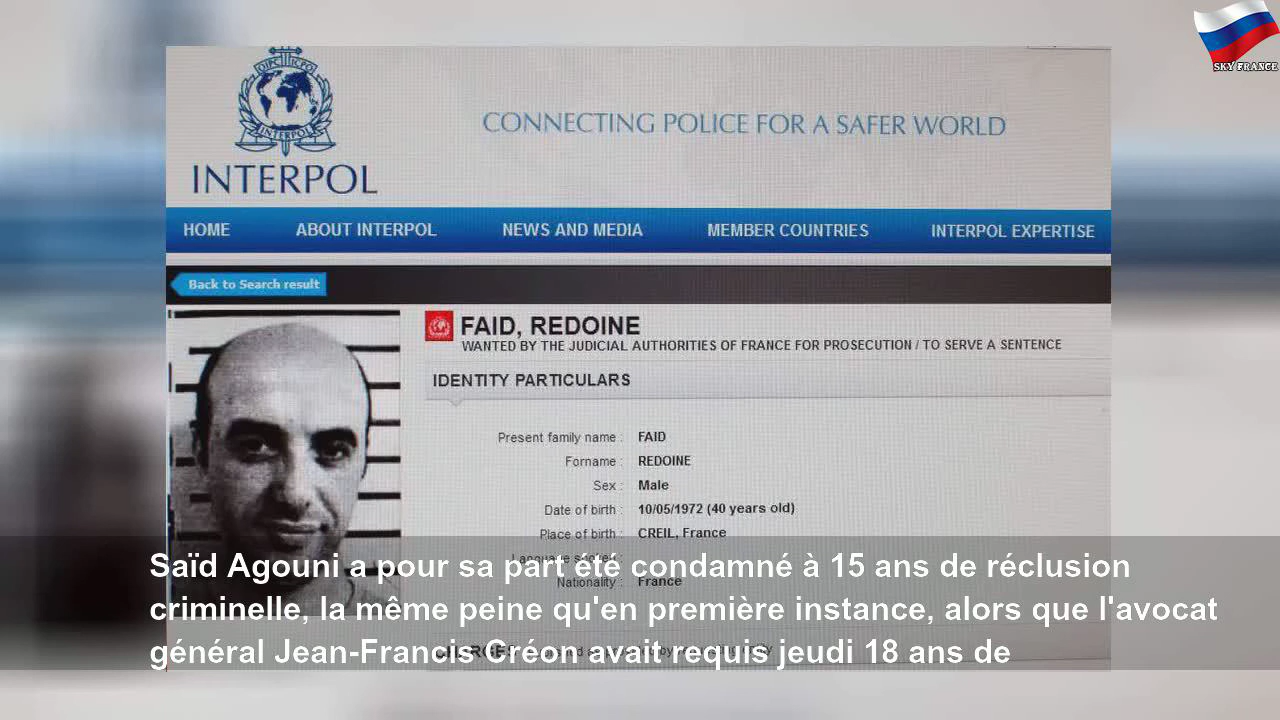 SKY FRANCE
OIPC ICPO
INTERPOL
INTERPOL
CONNECTING POLICE FOR A SAFER WORLD
HOME ABOUT INTERPOL NEWS AND MEDIA MEMBER COUNTRIES INTERPOL EXPERTISE
Back to Search result
FAID, REDOINE
WANTED BY THE JUDICIAL AUTHORITIES OF FRANCE FOR PROSECUTION / TO SERVE A SENTENCE
IDENTITY PARTICULARS
Present family name : FAID
Forname : REDOINE
Sex : Male
Date of birth : 10/05/1972 (40 years old)
Place of birth : CREIL, France
Language spoken :
Nationality : France
Saïd Agouni a pour sa part été condamné à 15 ans de réclusion
criminelle, la même peine qu'en première instance, alors que l'avocat
général Jean-Francis Créon avait requis jeudi 18 ans de